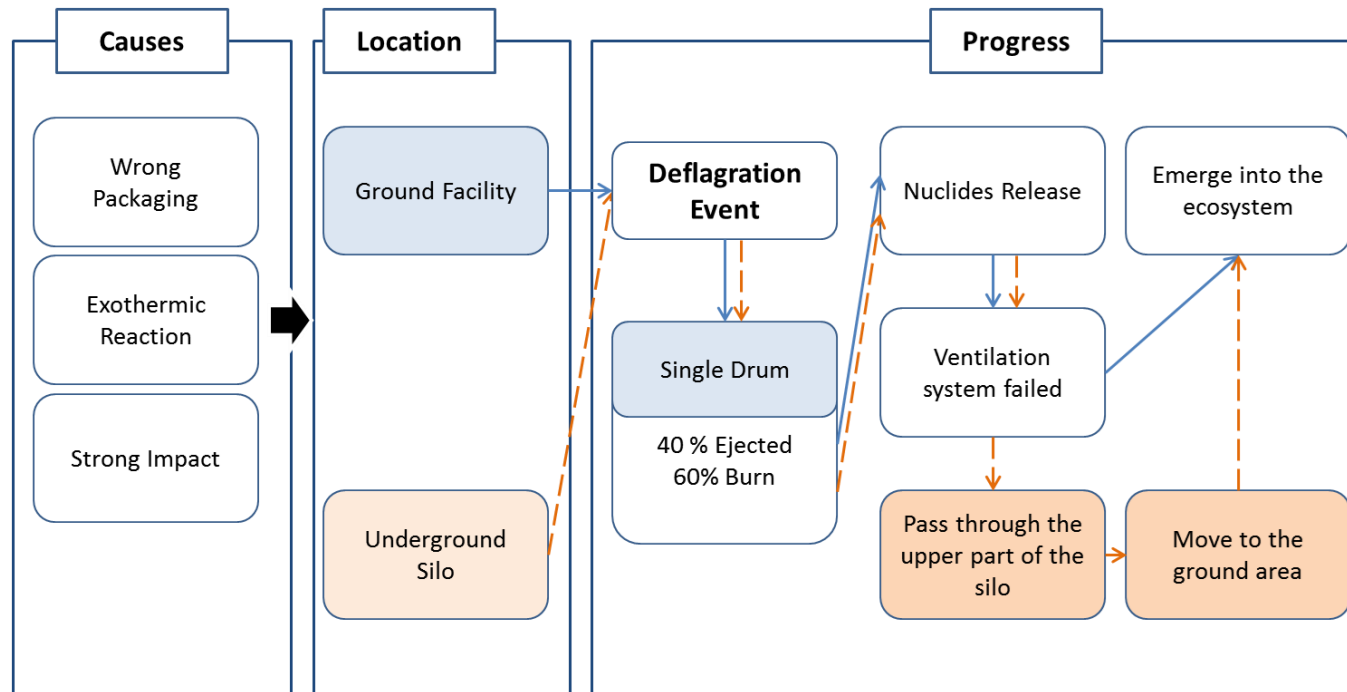 Causes
Location
Progress
Wrong
Packaging
Exothermic
Reaction
Strong Impact
Ground Facility
Underground
Silo
Deflagration
Event
Single Drum
40 % Ejected
60% Burn
Nuclides Release
Ventilation
system failed
Pass through the
upper part of the
silo
Emerge into the
ecosystem
Move to the
ground area